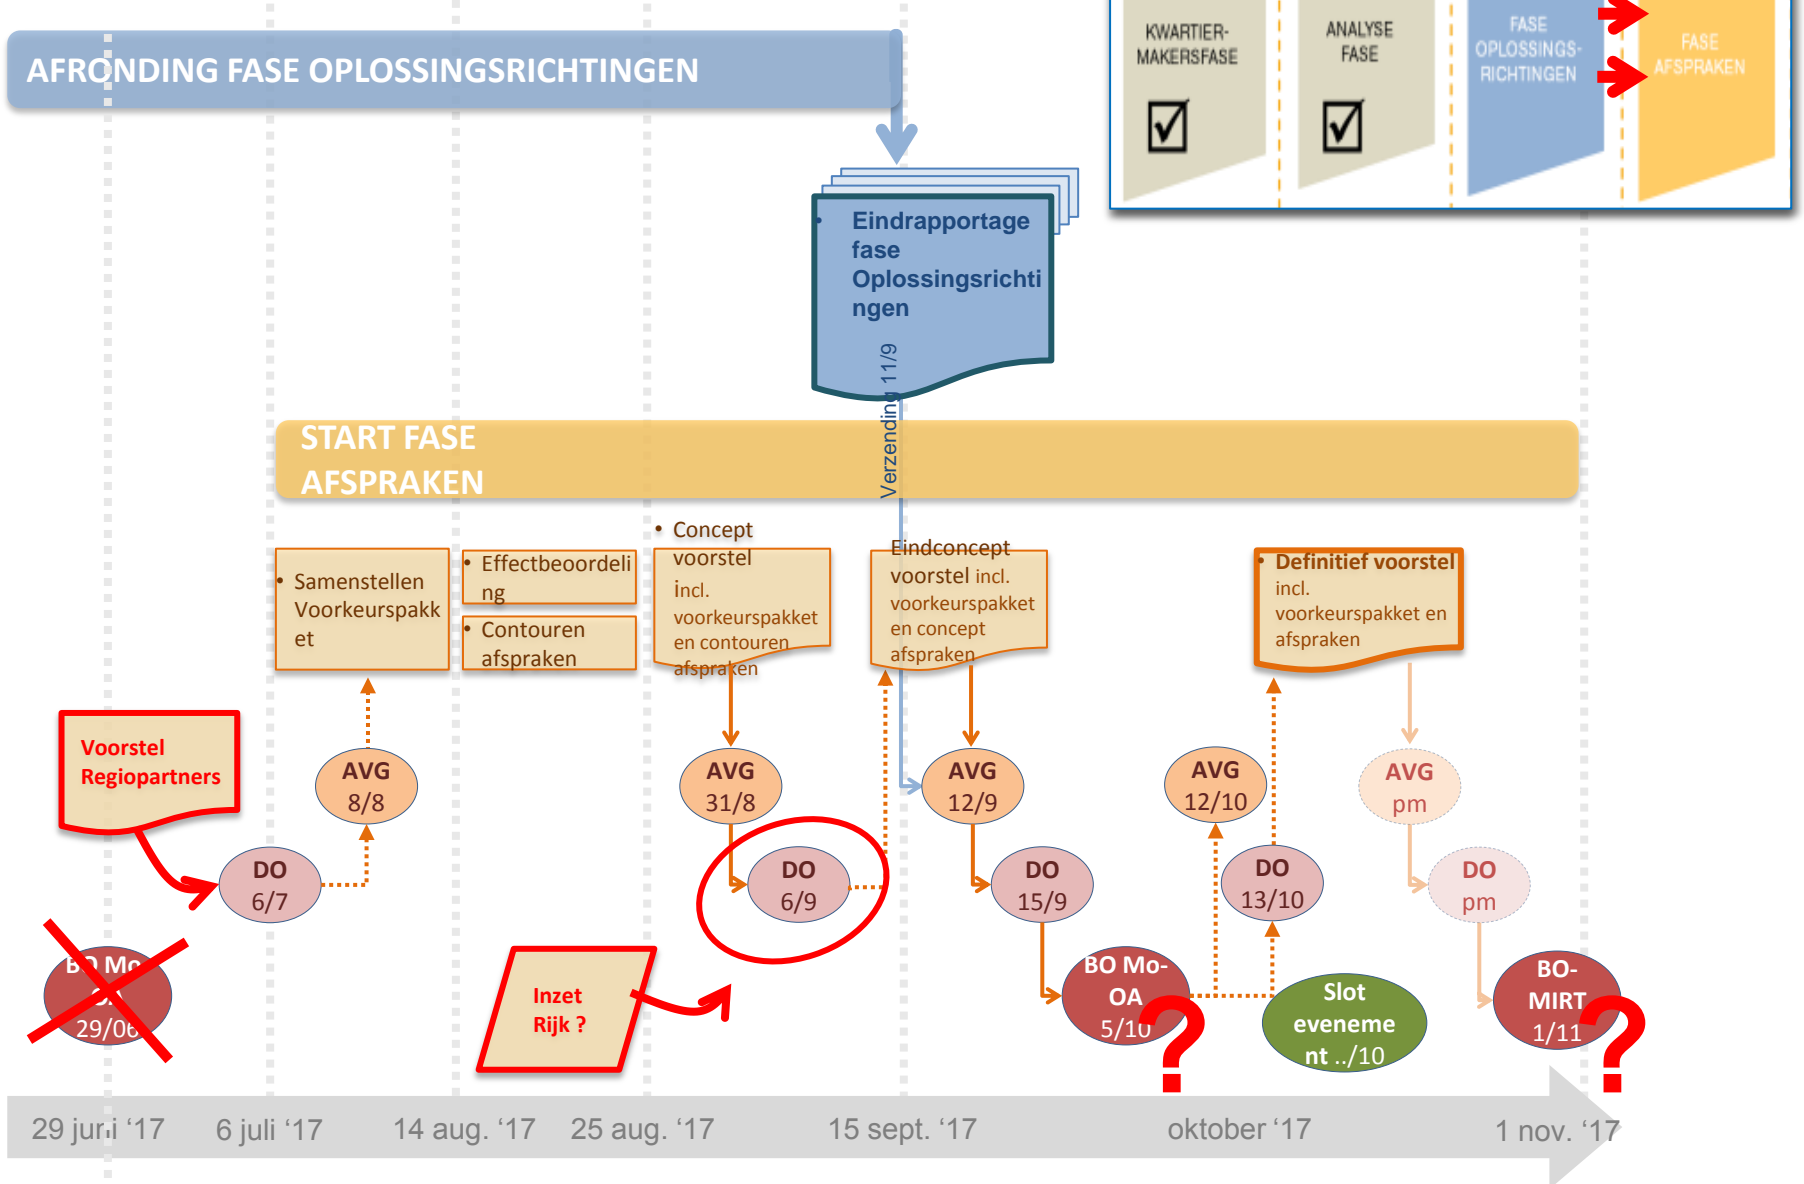 AFRONDING FASE OPLOSSINGSRICHTINGEN
KWARTIER-
MAKERSFASE
ANALYSE
FASE
FASE
OPLOSSINGS-
RICHTINGEN
FASE
AFSPRAKEN
• Eindrapportage
fase
Oplossingsrichti
ngen
Verzending 11/9
START FASE
AFSPRAKEN
• Samenstellen
Voorkeurspakk
et
• Effectbeoordeli
ng
• Contouren
afspraken
• Concept
voorstel
incl.
voorkeurspakket
en contouren
afspraken
Eindconcept
voorstel incl.
voorkeurspakket
en concept
afspraken
• Definitief voorstel
incl.
voorkeurspakket en
afspraken
Voorstel
Regiopartners
AVG
8/8
AVG
31/8
AVG
12/9
AVG
12/10
AVG
pm
DO
6/7
DO
6/9
DO
15/9
DO
13/10
DO
pm
BO Mo-
OA
29/06
Inzet
Rijk ?
BO Mo-
OA
5/10
?
Slot
eveneme
nt ../10
BO-
MIRT
1/11
?
29 juni ‘17
6 juli ‘17
14 aug. ‘17
25 aug. ‘17
15 sept. ‘17
oktober ‘17
1 nov. ‘17